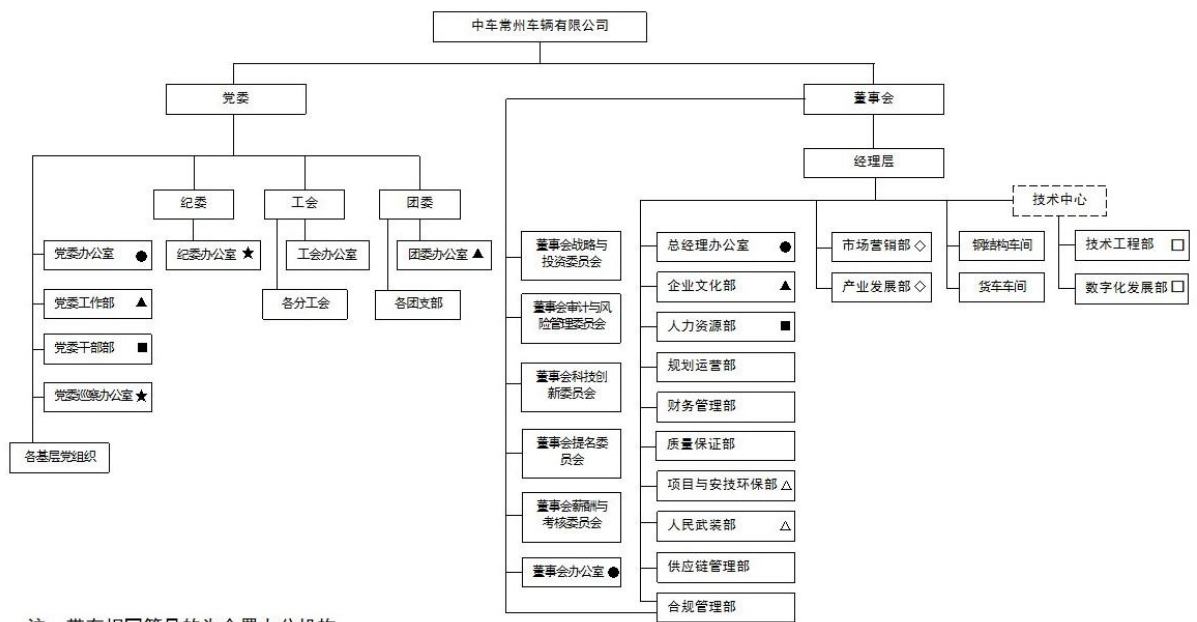 中车常州车辆有限公司
党委
董事会
经理层
纪委
工会
团委
技术中心
党委办公室 ●
纪委办公室 ★
工会办公室
团委办公室 ▲
党委工作部 ▲
各分工会
各团支部
党委干部部 ■
党委巡察办公室 ★
各基层党组织
董事会战略与
投资委员会
董事会审计与风
险管理委员会
董事会科技创
新委员会
董事会提名委
员会
董事会薪酬与
考核委员会
董事会办公室 ●
总经理办公室 ●
企业文化部 ▲
人力资源部 ■
规划运营部
财务管理部
质量保证部
项目与安技环保部 △
人民武装部 △
供应链管理部
合规管理部
市场营销部 ◇
产业发展部 ◇
钢结构车间
货车车间
技术工程部 □
数字化发展部 □